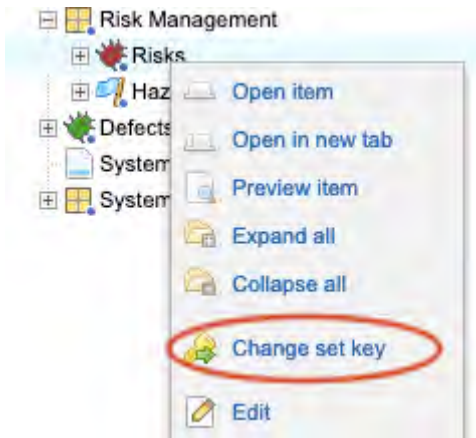 Risk Management
Risks
Haz
Open item
Defects
Open in new tab
System
Preview item
System
Expand all
Collapse all
Change set key
Edit